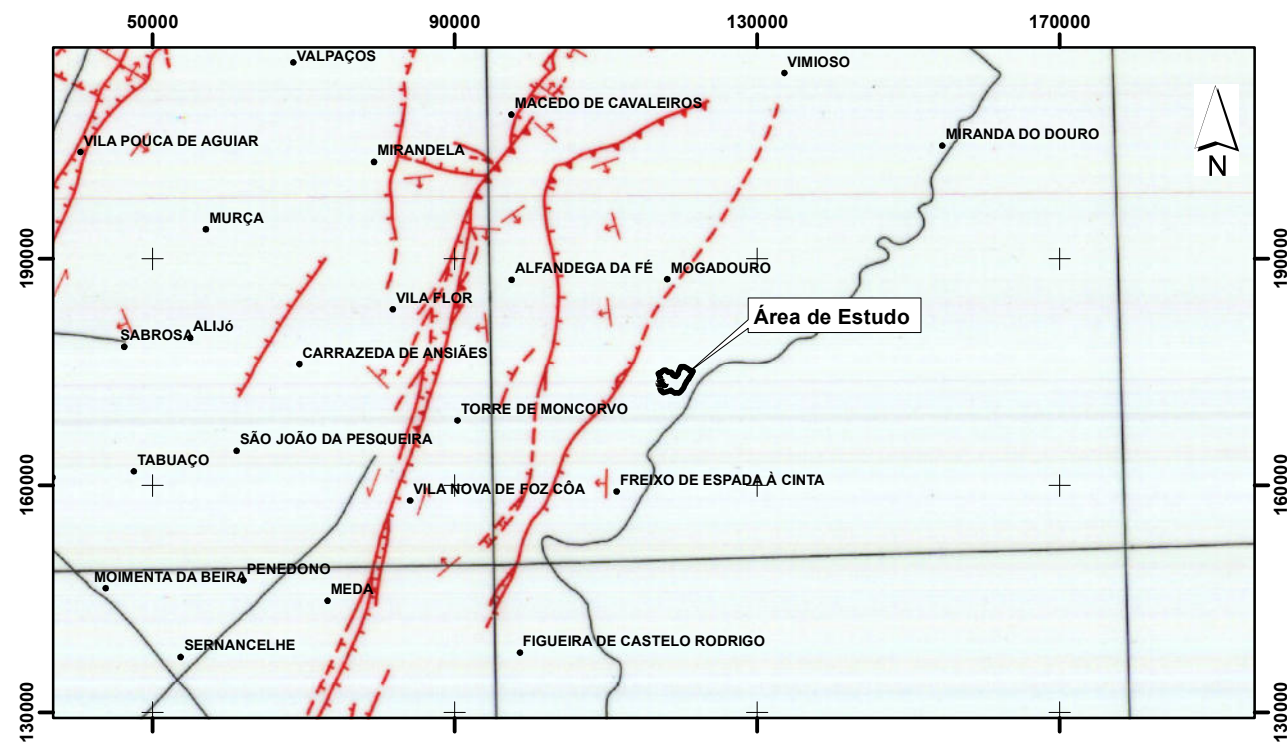 50000
90000
130000
170000
VALPAÇOS
VIMIOSO
MACEDO DE CAVALEIROS
MIRANDA DO DOURO
VILA POUCA DE AGUIAR
MIRANDELA
N
MURÇA
190000
190000
ALFANDEGA DA FÉ
MOGADOURO
VILA FLOR
Área de Estudo
ALIJó
SABROSA
CARRAZEDA DE ANSIÃES
TORRE DE MONCORVO
SÃO JOÃO DA PESQUEIRA
TABUAÇO
160000
160000
FREIXO DE ESPADA À CINTA
VILA NOVA DE FOZ CÔA
PENEDONO
MOIMENTA DA BEIRA
MEDA
SERNANCELHE
FIGUEIRA DE CASTELO RODRIGO
130000
130000